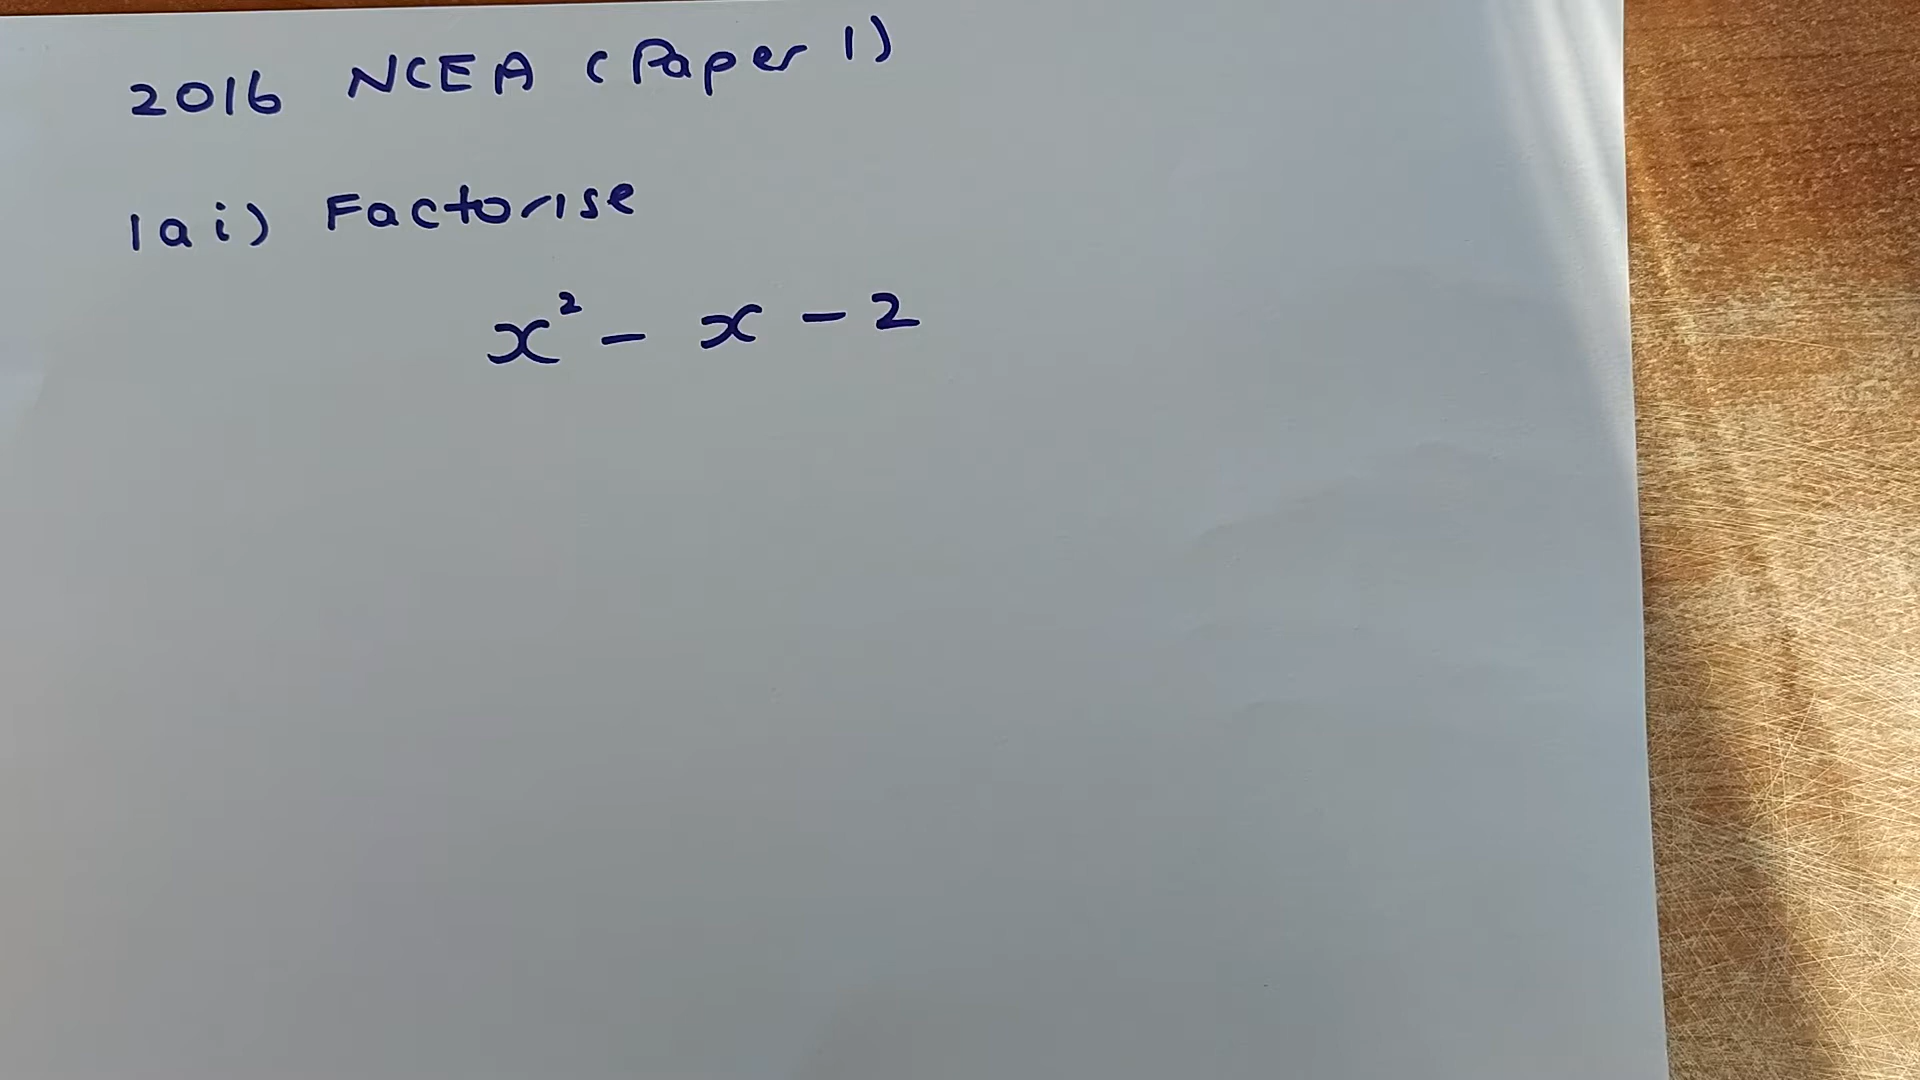 2016 NCEA (Paper 1)
1ai) Factorise
x² - x - 2